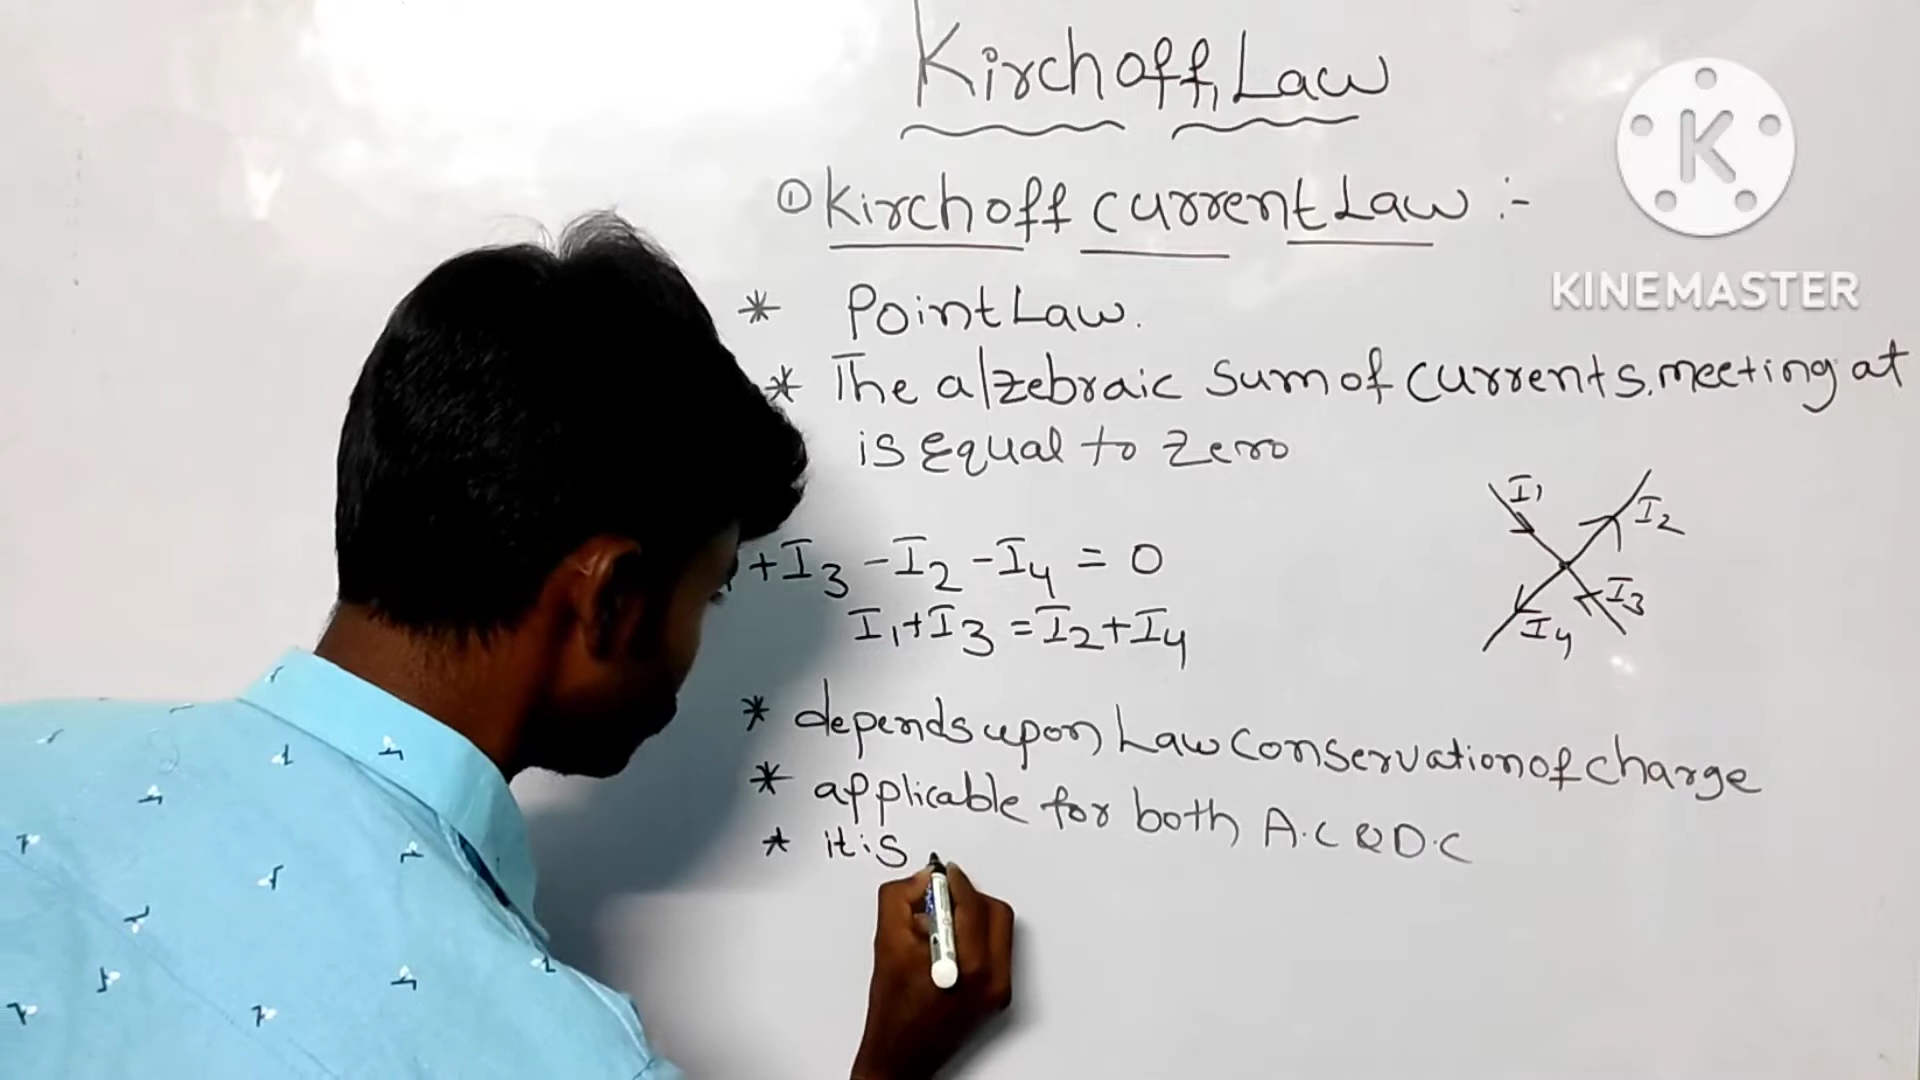 Kirchoff, Law
① Kirchoff current Law :-
* Point Law.
* The alzebraic sum of currents. meeting at
is equal to zero
+I3 -I2 -I4 = 0
I1+I3 = I2+I4
* depends upon Law conservation of charge
* applicable for both A.C & D.C
* it is
I1
I2
I3
I4
K
KINEMASTER